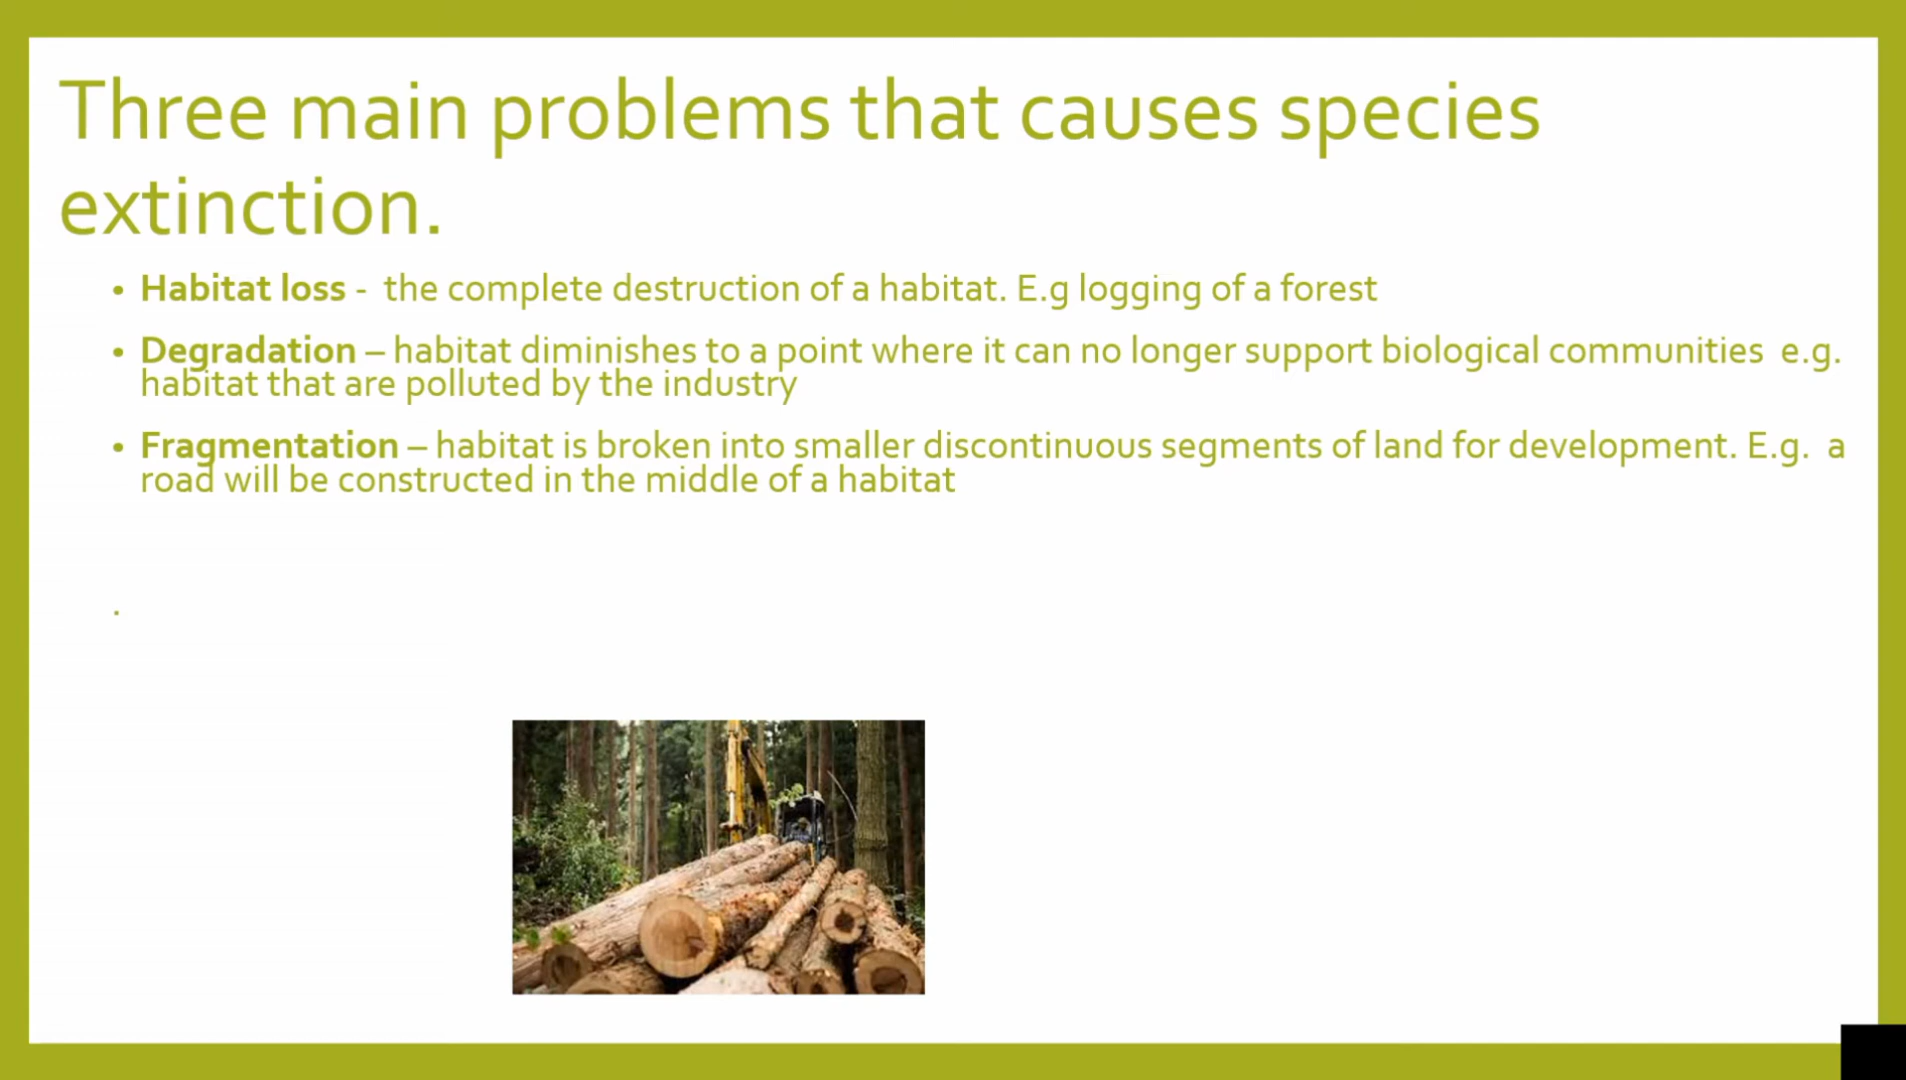 Three main problems that causes species
extinction.
• Habitat loss -  the complete destruction of a habitat. E.g logging of a forest
• Degradation – habitat diminishes to a point where it can no longer support biological communities  e.g.
habitat that are polluted by the industry
• Fragmentation – habitat is broken into smaller discontinuous segments of land for development. E.g.  a
road will be constructed in the middle of a habitat
.